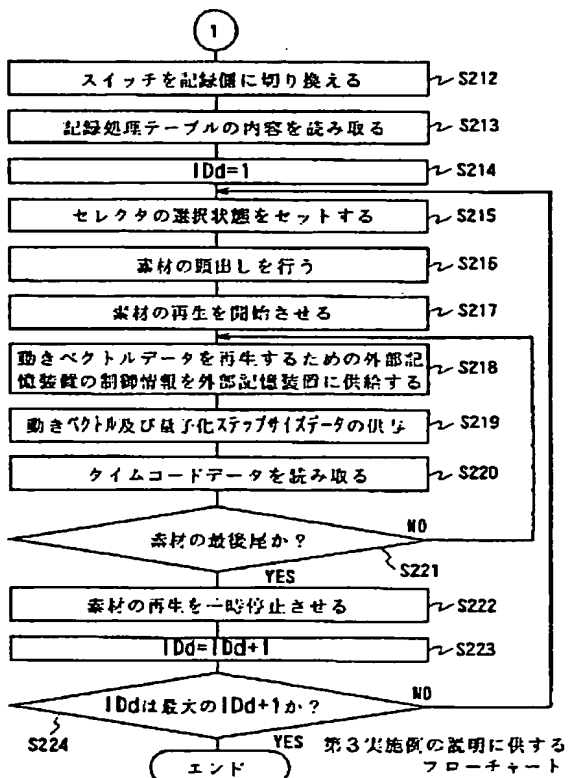 1
スイッチを記録側に切り換える S212
記録処理テーブルの内容を読み取る S213
IDd=1 S214
セレクタの選択状態をセットする S215
素材の頭出しを行う S216
素材の再生を開始させる S217
動きベクトルデータを再生するための外部記
憶装置の制御情報を外部記憶装置に供給する S218
動きベクトル及び量子化ステップサイズデータの供与 S219
タイムコードデータを読み取る S220
素材の最後尾か? NO
YES S221
素材の再生を一時停止させる S222
IDd=IDd+1 S223
IDdは最大のIDd+1か? NO
S224 YES
エンド
第3実施例の説明に供する
フローチャート